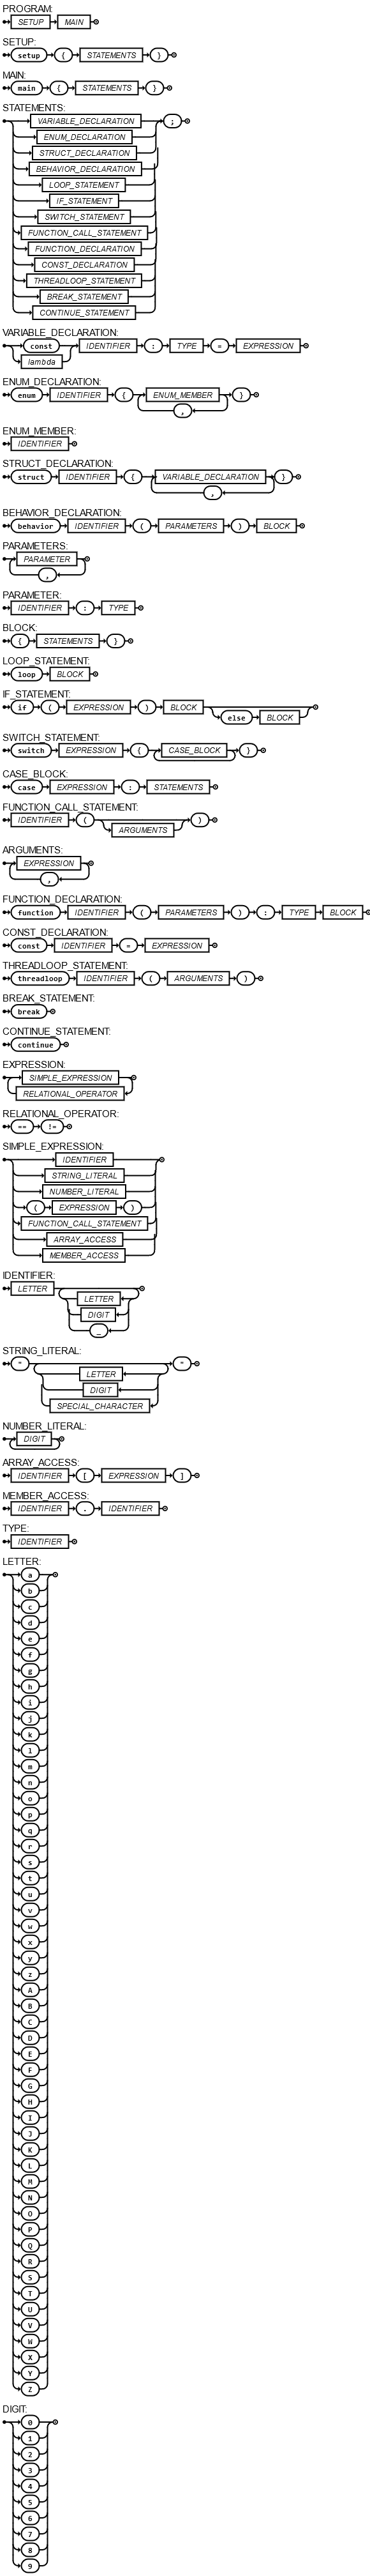 PROGRAM:
SETUP MAIN
SETUP:
setup { STATEMENTS }
MAIN:
main { STATEMENTS }
STATEMENTS:
VARIABLE_DECLARATION ;
ENUM_DECLARATION
STRUCT_DECLARATION
BEHAVIOR_DECLARATION
LOOP_STATEMENT
IF_STATEMENT
SWITCH_STATEMENT
FUNCTION_CALL_STATEMENT
FUNCTION_DECLARATION
CONST_DECLARATION
THREADLOOP_STATEMENT
BREAK_STATEMENT
CONTINUE_STATEMENT
VARIABLE_DECLARATION:
const IDENTIFIER : TYPE = EXPRESSION
lambda
ENUM_DECLARATION:
enum IDENTIFIER { ENUM_MEMBER }
,
ENUM_MEMBER:
IDENTIFIER
STRUCT_DECLARATION:
struct IDENTIFIER { VARIABLE_DECLARATION }
,
BEHAVIOR_DECLARATION:
behavior IDENTIFIER ( PARAMETERS ) BLOCK
PARAMETERS:
PARAMETER
,
PARAMETER:
IDENTIFIER : TYPE
BLOCK:
{ STATEMENTS }
LOOP_STATEMENT:
loop BLOCK
IF_STATEMENT:
if ( EXPRESSION ) BLOCK
else BLOCK
SWITCH_STATEMENT:
switch EXPRESSION { CASE_BLOCK }
CASE_BLOCK:
case EXPRESSION : STATEMENTS
FUNCTION_CALL_STATEMENT:
IDENTIFIER ( )
ARGUMENTS
ARGUMENTS:
EXPRESSION
,
FUNCTION_DECLARATION:
function IDENTIFIER ( PARAMETERS ) : TYPE BLOCK
CONST_DECLARATION:
const IDENTIFIER = EXPRESSION
THREADLOOP_STATEMENT:
threadloop IDENTIFIER ( ARGUMENTS )
BREAK_STATEMENT:
break
CONTINUE_STATEMENT:
continue
EXPRESSION:
SIMPLE_EXPRESSION
RELATIONAL_OPERATOR
RELATIONAL_OPERATOR:
== !=
SIMPLE_EXPRESSION:
IDENTIFIER
STRING_LITERAL
NUMBER_LITERAL
( EXPRESSION )
FUNCTION_CALL_STATEMENT
ARRAY_ACCESS
MEMBER_ACCESS
IDENTIFIER:
LETTER
LETTER
DIGIT
_
STRING_LITERAL:
" "
LETTER
DIGIT
SPECIAL_CHARACTER
NUMBER_LITERAL:
DIGIT
ARRAY_ACCESS:
IDENTIFIER [ EXPRESSION ]
MEMBER_ACCESS:
IDENTIFIER . IDENTIFIER
TYPE:
IDENTIFIER
LETTER:
a
b
c
d
e
f
g
h
i
j
k
l
m
n
o
p
q
r
s
t
u
v
w
x
y
z
A
B
C
D
E
F
G
H
I
J
K
L
M
N
O
P
Q
R
S
T
U
V
W
X
Y
Z
DIGIT:
0
1
2
3
4
5
6
7
8
9